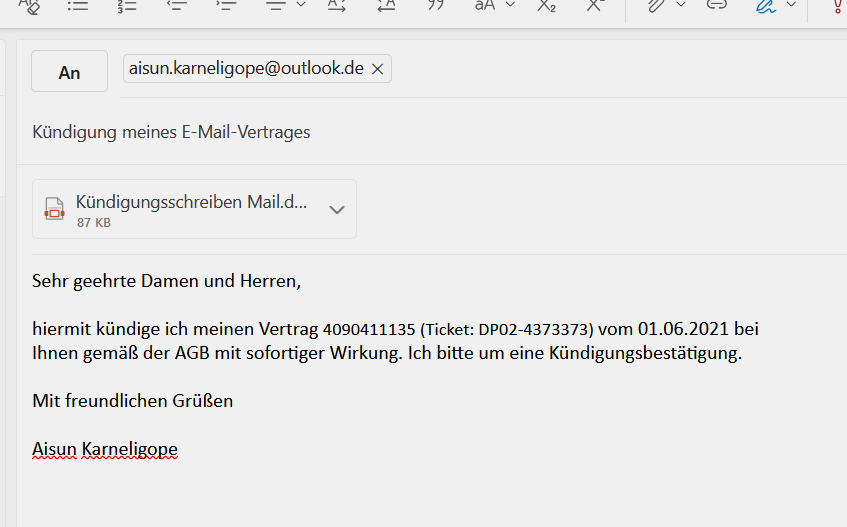 An
aisun.karneligope@outlook.de
Kündigung meines E-Mail-Vertrages
Kündigungsschreiben Mail.d...
87 KB
Sehr geehrte Damen und Herren,
hiermit kündige ich meinen Vertrag 4090411135 (Ticket: DP02-4373373) vom 01.06.2021 bei
Ihnen gemäß der AGB mit sofortiger Wirkung. Ich bitte um eine Kündigungsbestätigung.
Mit freundlichen Grüßen
Aisun Karneligope